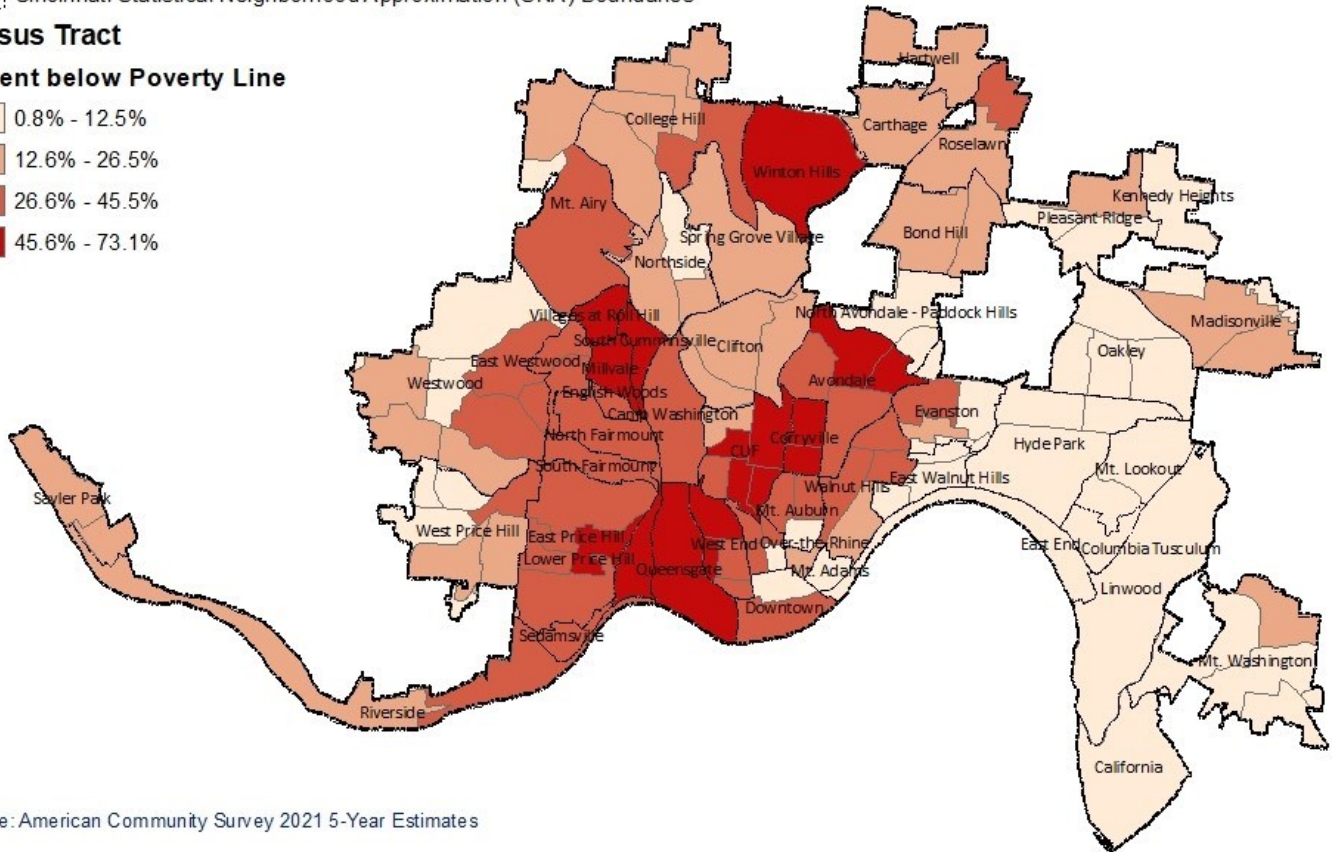 Cincinnati Statistical Neighborhood Approximation (SNA) Boundaries
sus Tract
ent below Poverty Line
0.8% - 12.5%
12.6% - 26.5%
26.6% - 45.5%
45.6% - 73.1%
Hartwell
College Hill
Carthage
Roselawn
Winton Hills
Mt. Airy
Kennedy Heights
Pleasant Ridge
Spring Grove Village
Bond Hill
Northside
Villages at Roll Hill
North Avondale - Paddock Hills
Madisonville
South Cumminsville
Clifton
Oakley
East Westwood
Millvale
Westwood
Avondale
English Woods
Camp Washington
Evanston
North Fairmount
Corryville
Hyde Park
CUF
South Fairmount
Mt. Lookout
East Walnut Hills
Walnut Hills
Sayler Park
Mt. Auburn
West Price Hill
East Price Hill
West End
Over-the-Rhine
East End
Columbia Tusculum
Lower Price Hill
Queensgate
Mt. Adams
Linwood
Downtown
Sedamsville
Mt. Washington
Riverside
California
e: American Community Survey 2021 5-Year Estimates